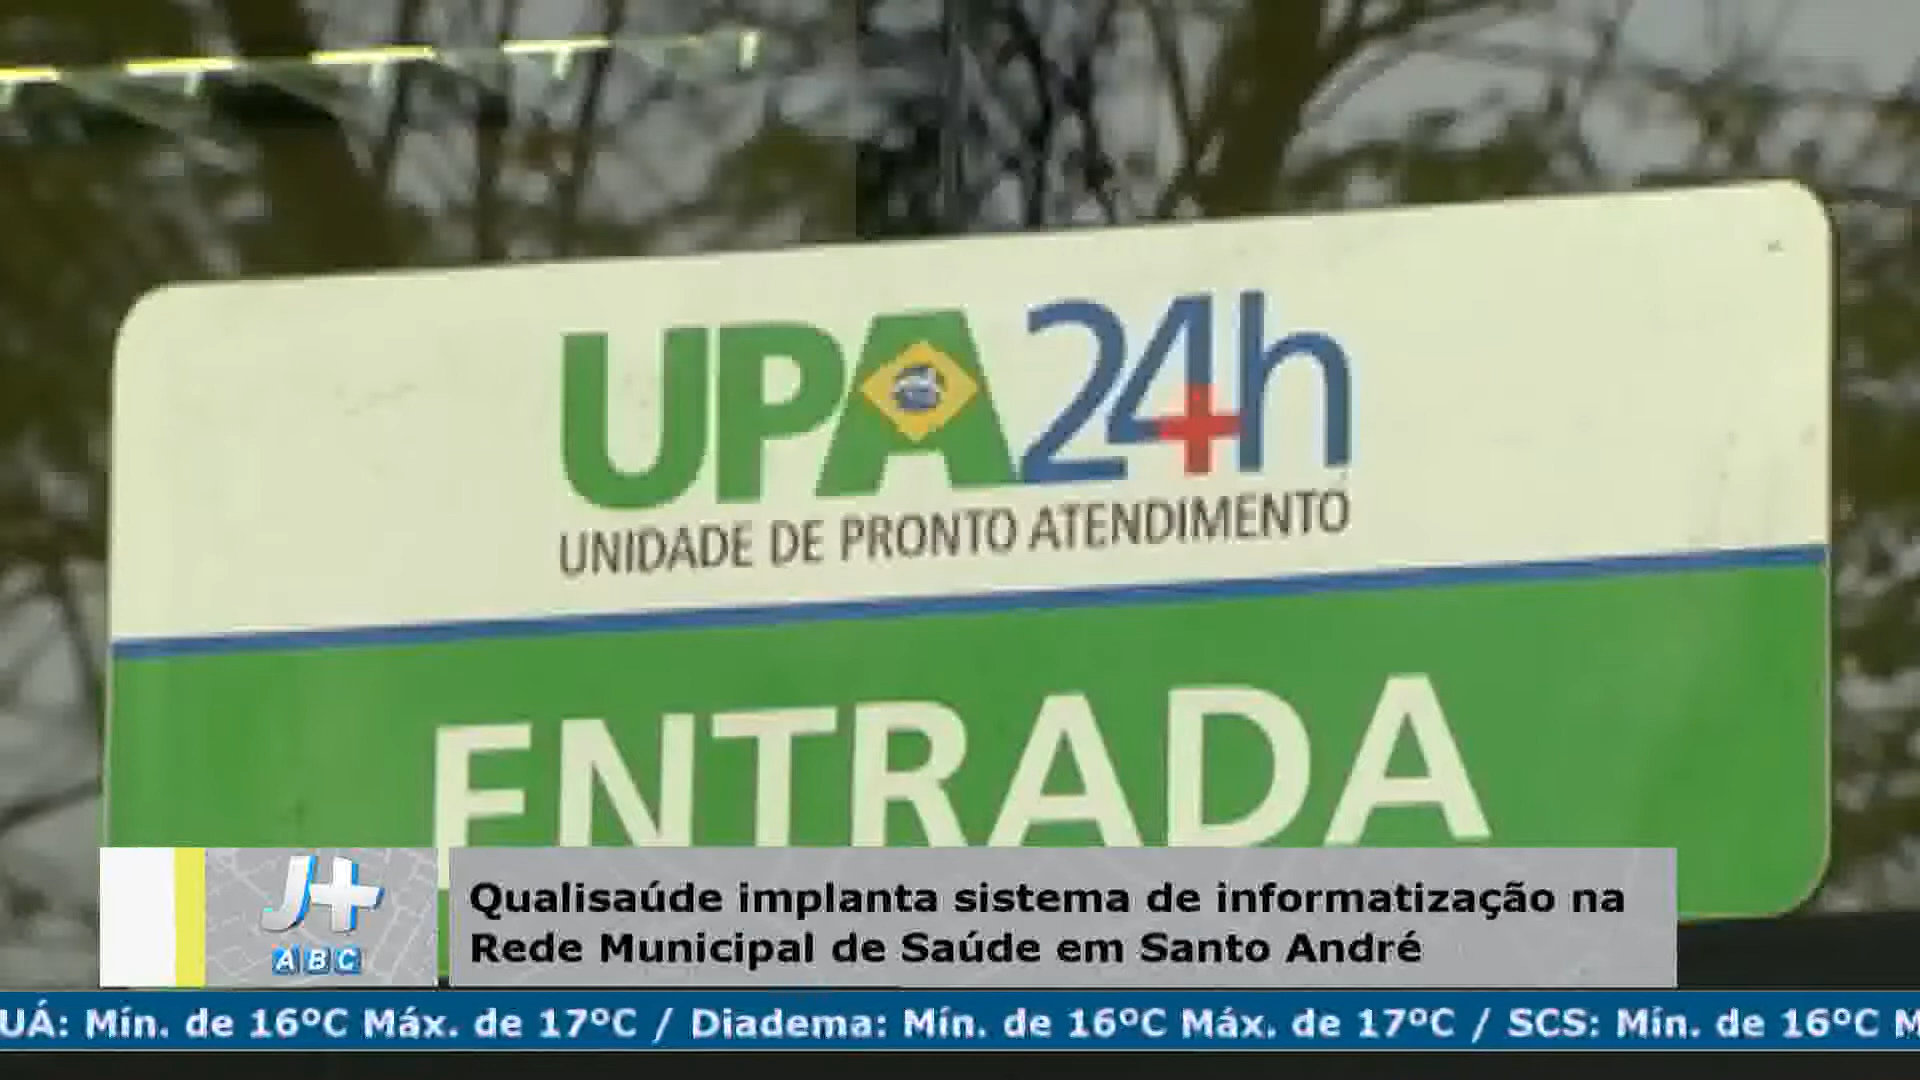 UPA24h
UNIDADE DE PRONTO ATENDIMENTO
ENTRADA
J+
ABC
Qualisaúde implanta sistema de informatização na
Rede Municipal de Saúde em Santo André
UÁ: Mín. de 16ºC Máx. de 17ºC / Diadema: Mín. de 16ºC Máx. de 17ºC / SCS: Mín. de 16ºC M